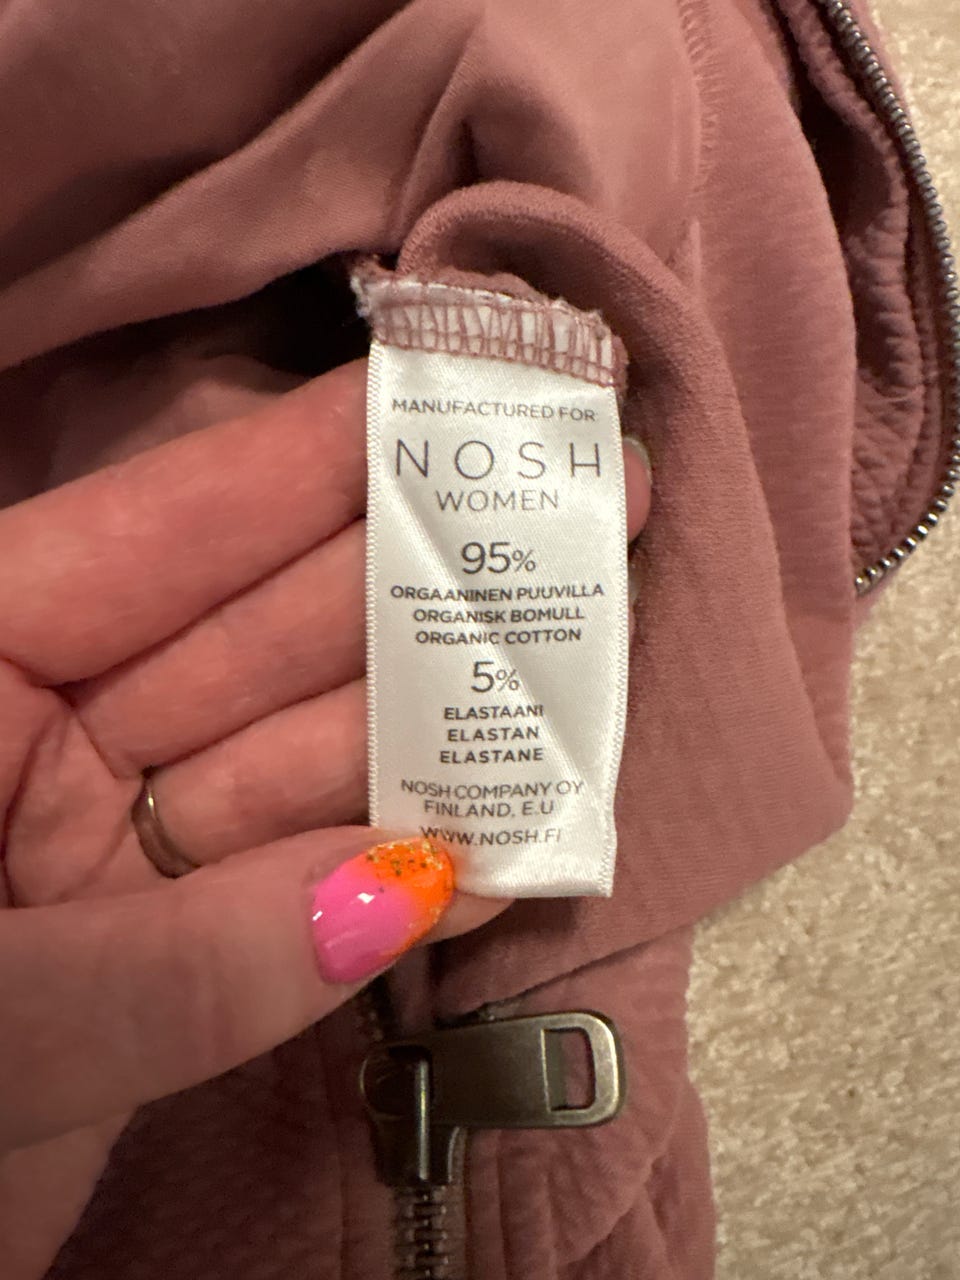 MANUFACTURED FOR
NOSH
WOMEN
95%
ORGAANINEN PUUVILLA
ORGANISK BOMULL
ORGANIC COTTON
5%
ELASTAANI
ELASTAN
ELASTANE
NOSH COMPANY OY
FINLAND, E.U
WWW.NOSH.FI